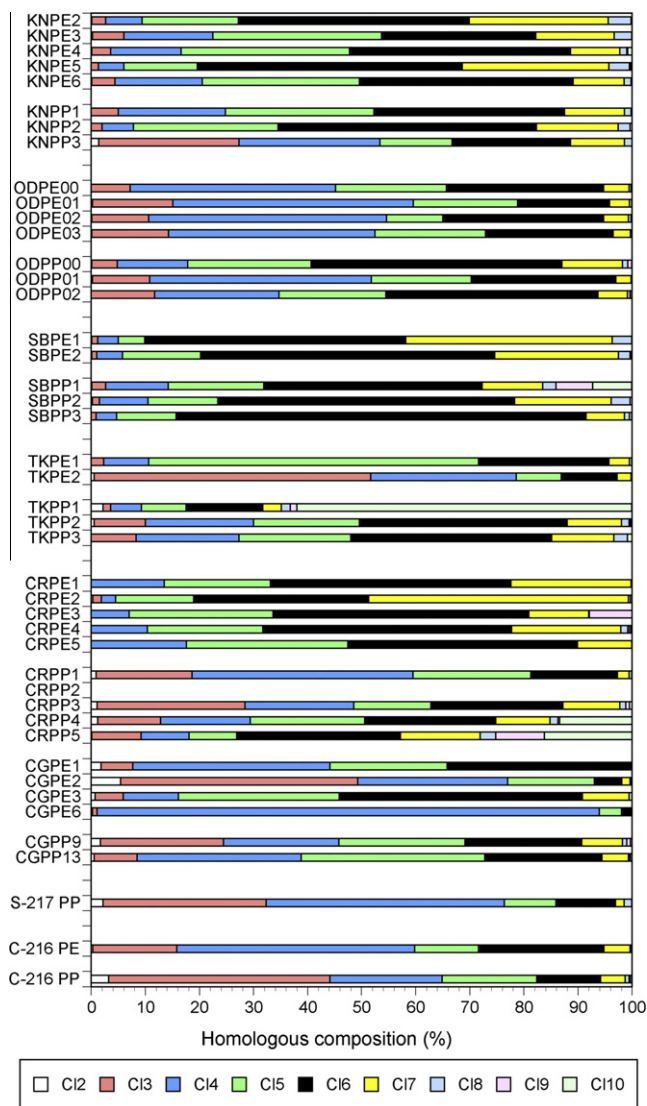 KNPE2
KNPE3
KNPE4
KNPE5
KNPE6
KNPP1
KNPP2
KNPP3
ODPE00
ODPE01
ODPE02
ODPE03
ODPP00
ODPP01
ODPP02
SBPE1
SBPE2
SBPP1
SBPP2
SBPP3
TKPE1
TKPE2
TKPP1
TKPP2
TKPP3
CRPE1
CRPE2
CRPE3
CRPE4
CRPE5
CRPP1
CRPP2
CRPP3
CRPP4
CRPP5
CGPE1
CGPE2
CGPE3
CGPE6
CGPP9
CGPP13
S-217 PP
C-216 PE
C-216 PP
0 10 20 30 40 50 60 70 80 90 100
Homologous composition (%)
Cl2 Cl3 Cl4 Cl5 Cl6 Cl7 Cl8 Cl9 Cl10